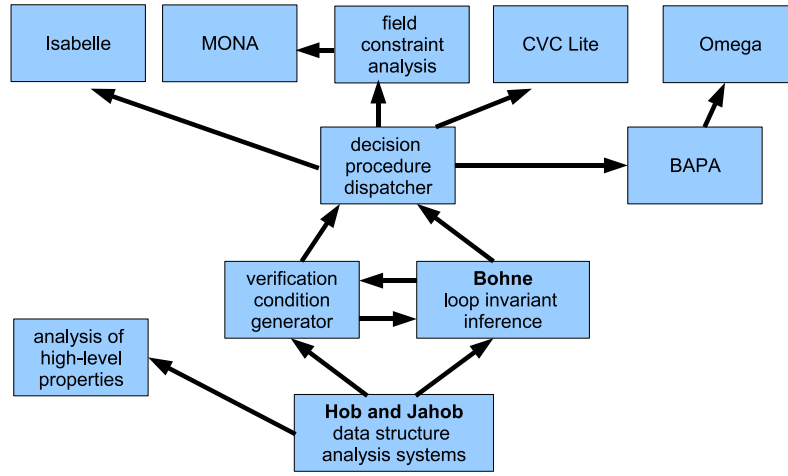 Isabelle
MONA
field
constraint
analysis
CVC Lite
Omega
decision
procedure
dispatcher
BAPA
verification
condition
generator
Bohne
loop invariant
inference
analysis of
high-level
properties
Hob and Jahob
data structure
analysis systems